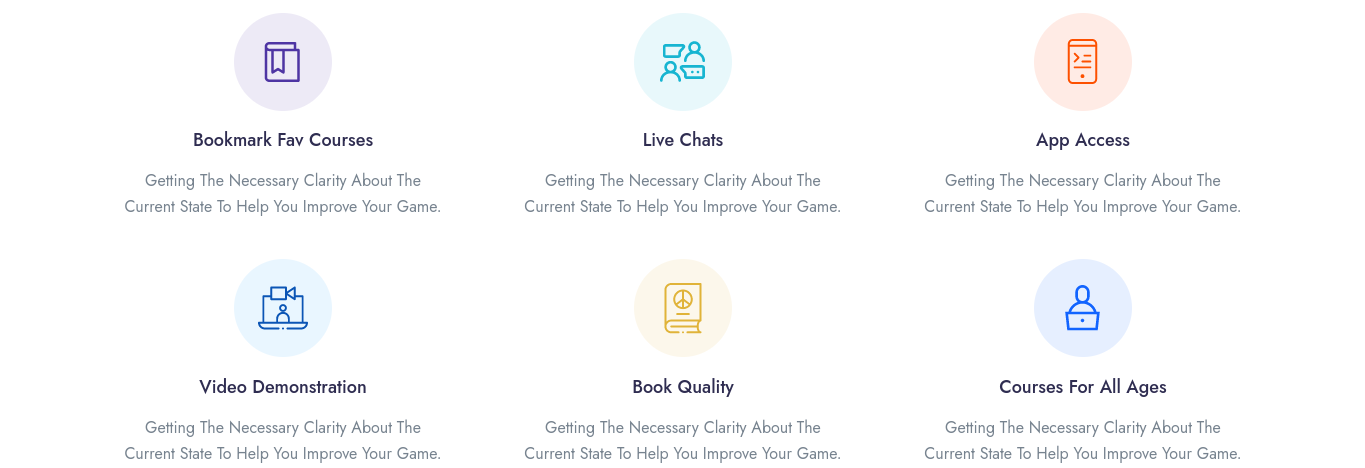 Bookmark Fav Courses
Getting The Necessary Clarity About The
Current State To Help You Improve Your Game.
Live Chats
Getting The Necessary Clarity About The
Current State To Help You Improve Your Game.
App Access
Getting The Necessary Clarity About The
Current State To Help You Improve Your Game.
Video Demonstration
Getting The Necessary Clarity About The
Current State To Help You Improve Your Game.
Book Quality
Getting The Necessary Clarity About The
Current State To Help You Improve Your Game.
Courses For All Ages
Getting The Necessary Clarity About The
Current State To Help You Improve Your Game.